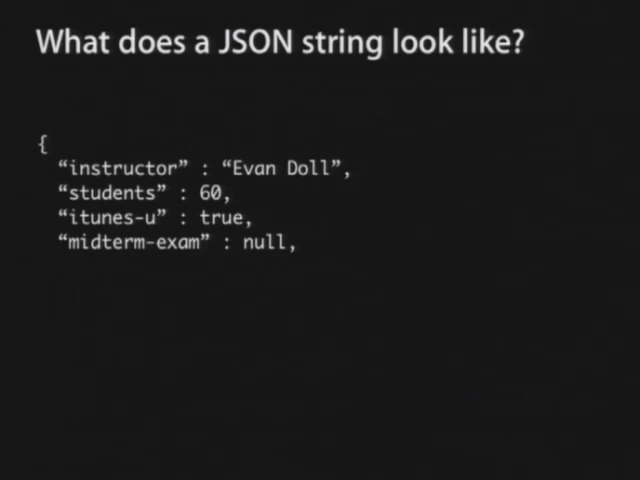 What does a JSON string look like?
{
“instructor” : “Evan Doll”,
“students” : 60,
“itunes-u” : true,
“midterm-exam” : null,